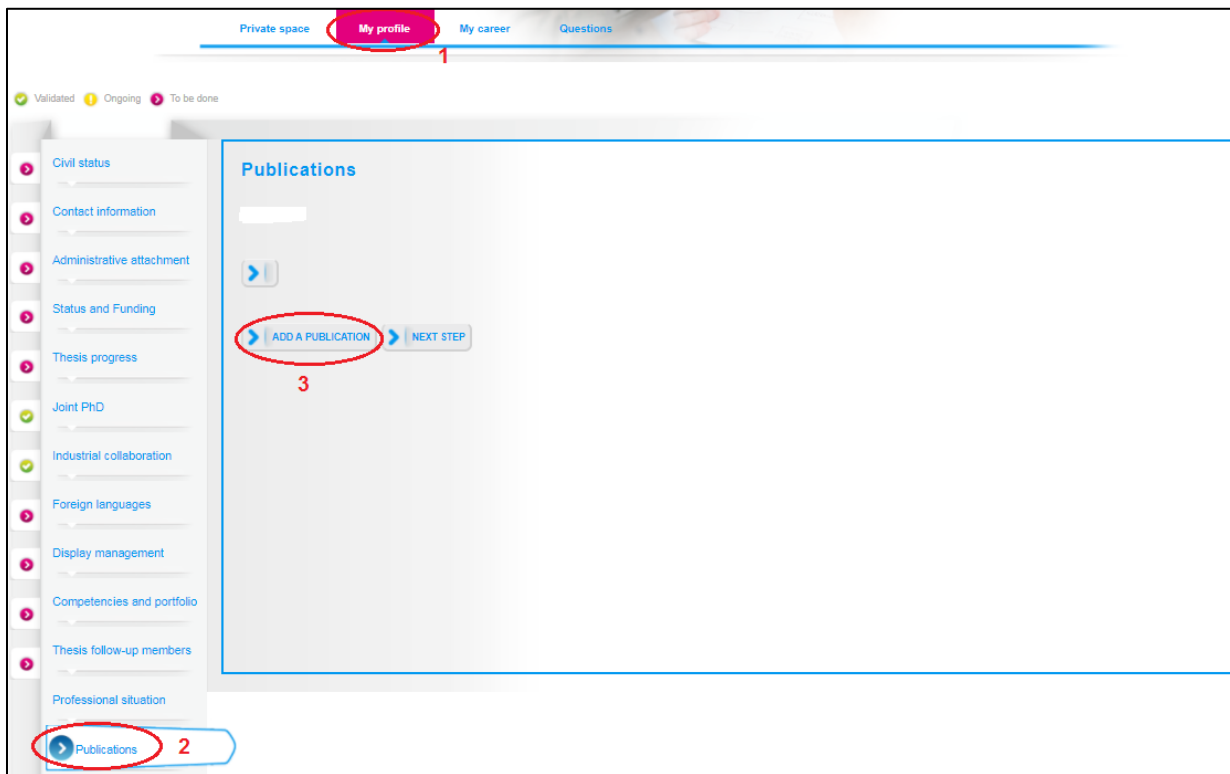 Private space My profile My career Questions
1
Validated Ongoing To be done
Civil status
Publications
Contact information
Administrative attachment
Status and Funding
ADD A PUBLICATION NEXT STEP
Thesis progress
3
Joint PhD
Industrial collaboration
Foreign languages
Display management
Competencies and portfolio
Thesis follow-up members
Professional situation
Publications 2